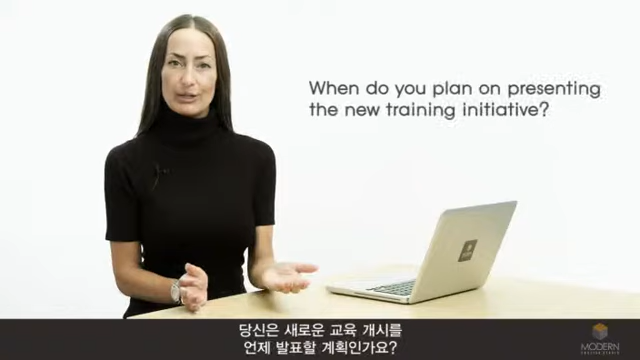 When do you plan on presenting
the new training initiative?
당신은 새로운 교육 개시를
언제 발표할 계획인가요?
MODERN